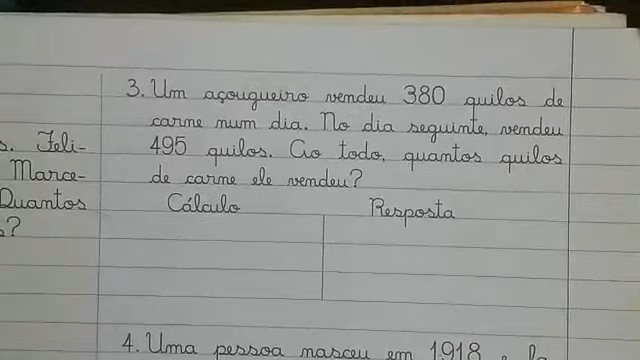 3. Um açougueiro vendeu 380 quilos de
carne num dia. No dia seguinte, vendeu
495 quilos. Ao todo, quantos quilos
de carne ele vendeu?
Cálculo Resposta
4. Uma pessoa nasceu em 1918
s. Feli-
Marce-
Quantos
s?